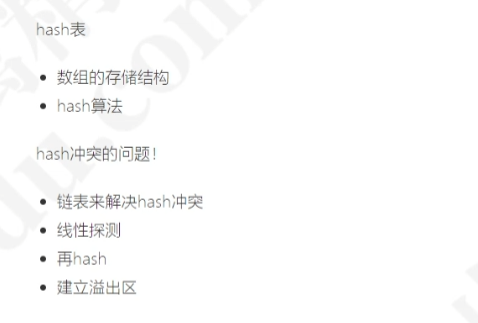 hash表
数组的存储结构
hash算法
hash冲突的问题！
链表来解决hash冲突
线性探测
再hash
建立溢出区